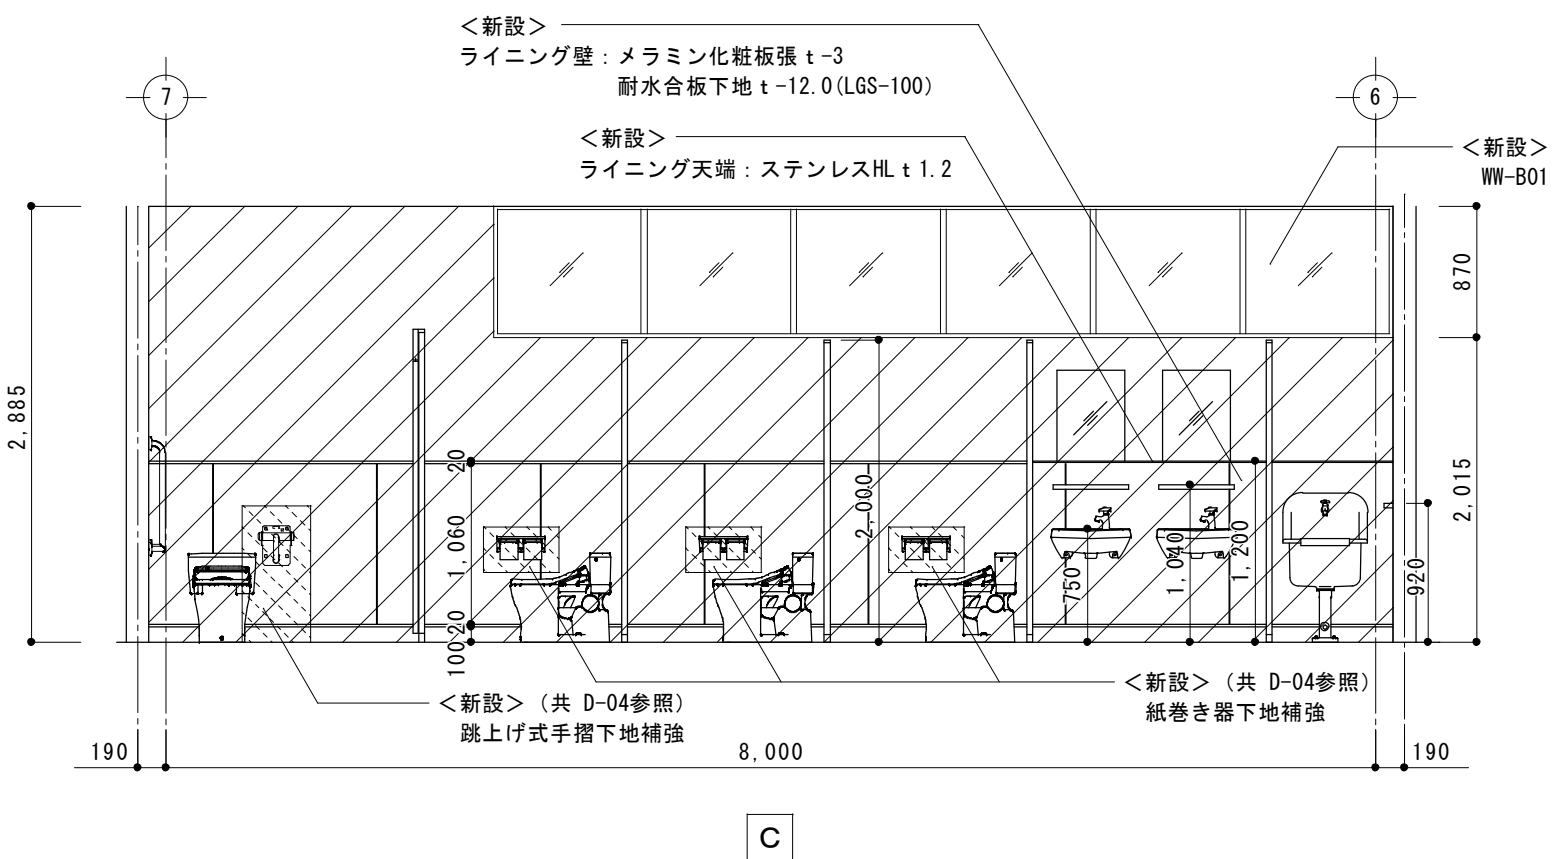 ＜新設＞
ライニング壁：メラミン化粧板張ｔ-3
耐水合板下地ｔ-12.0(LGS-100)
7
6
＜新設＞
ライニング天端：ステンレスHLｔ1.2
＜新設＞
WW-B01
2,885
870
2,015
20
1,060
20
100
2,000
750
1,040
1,200
920
＜新設＞（共 D-04参照）
跳上げ式手摺下地補強
＜新設＞（共 D-04参照）
紙巻き器下地補強
190
8,000
190
C